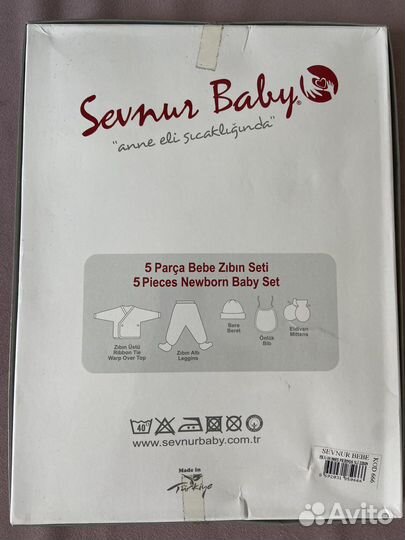 Sevnur Baby®
"anne eli sıcaklığında"
5 Parça Bebe Zıbın Seti
5 Pieces Newborn Baby Set
Zıbın Üstü
Ribbon Tie
Warp Over Top
Zıbın Altı
Leggins
Bere
Beret
Önlük
Bib
Eldiven
Mittens
40°
www.sevnurbaby.com.tr
Made in
Türkiye
SEVNUR BEBE
KOD 666
Avito